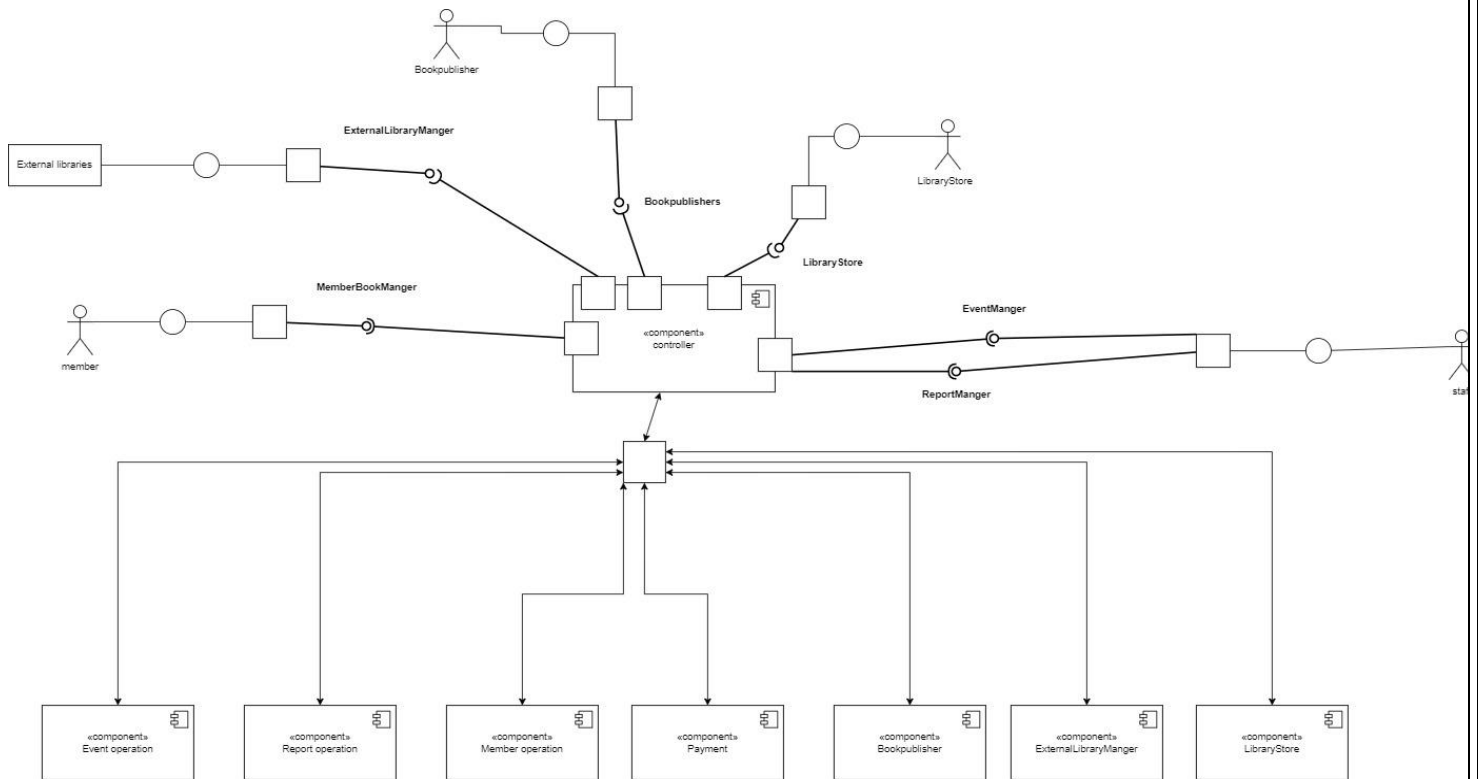 Bookpublisher
ExternalLibraryManger
External libraries
LibraryStore
Bookpublishers
LibraryStore
MemberBookManger
EventManger
«component»
controller
member
ReportManger
«component»
Event operation
«component»
Report operation
«component»
Member operation
«component»
Payment
«component»
Bookpublisher
«component»
ExternalLibraryManger
«component»
LibraryStore